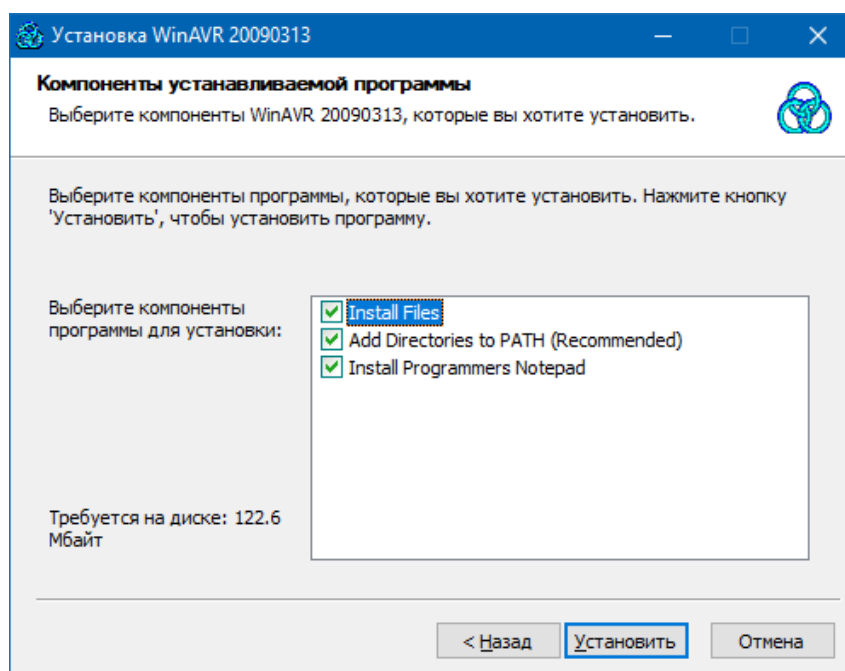 Установка WinAVR 20090313
Компоненты устанавливаемой программы
Выберите компоненты WinAVR 20090313, которые вы хотите установить.
Выберите компоненты программы, которые вы хотите установить. Нажмите кнопку
'Установить', чтобы установить программу.
Выберите компоненты
программы для установки:
Install Files
Add Directories to PATH (Recommended)
Install Programmers Notepad
Требуется на диске: 122.6
Мбайт
< Назад
Установить
Отмена